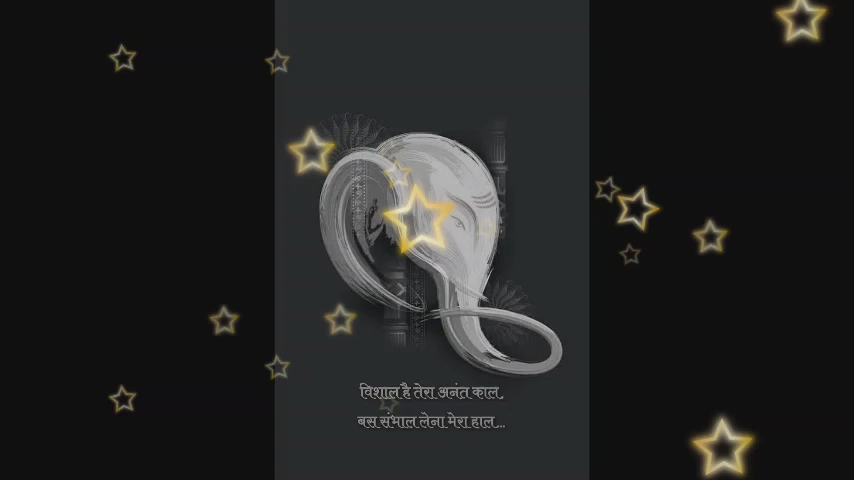 विशाल है तेरा अनंत काल.
बस संभाल लेना मेरा हाल...